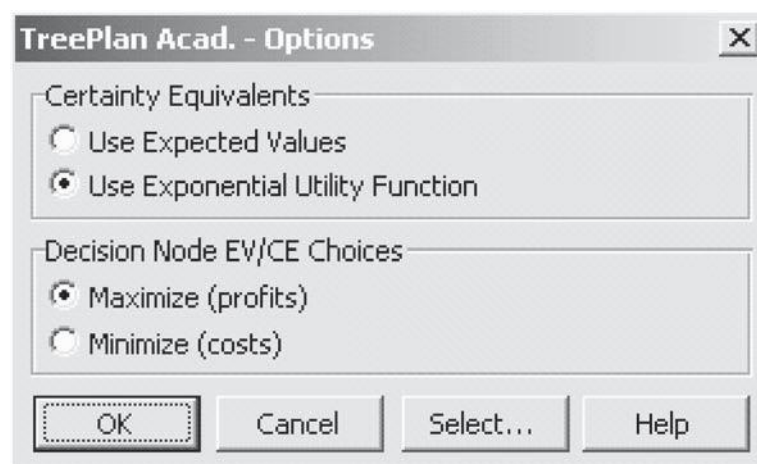 TreePlan Acad. - Options
Certainty Equivalents
Use Expected Values
Use Exponential Utility Function
Decision Node EV/CE Choices
Maximize (profits)
Minimize (costs)
OK Cancel Select... Help